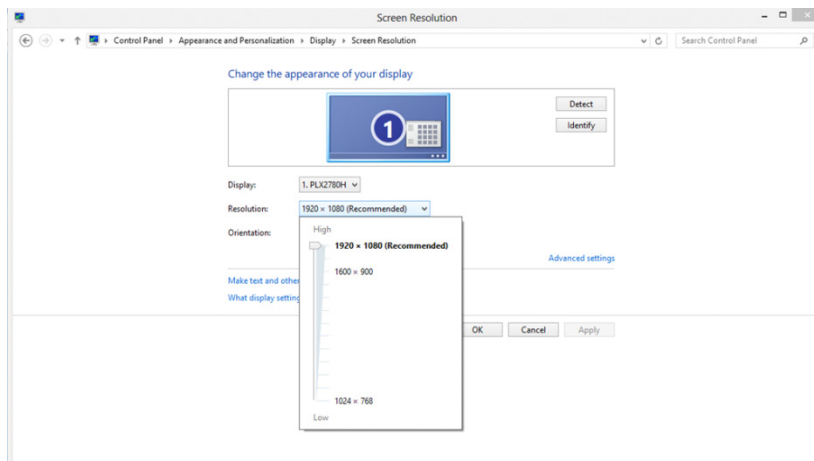 Screen Resolution
Control Panel Appearance and Personalization Display Screen Resolution Search Control Panel
Change the appearance of your display
1
Detect
Identify
Display: 1. PLX2780H
Resolution: 1920 × 1080 (Recommended)
Orientation:
High
1920 × 1080 (Recommended)
1600 × 900
1024 × 768
Low
Advanced settings
Make text and other
What display setting
OK Cancel Apply